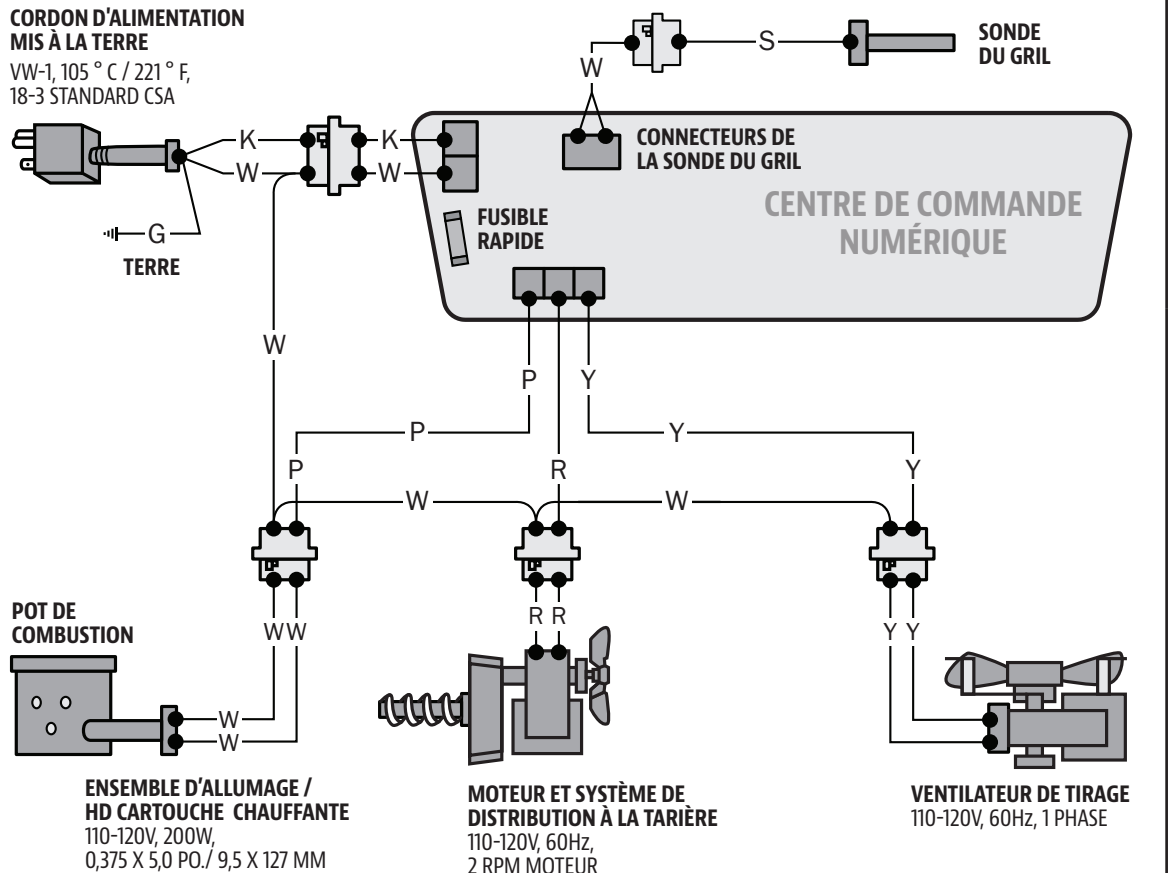 CORDON D'ALIMENTATION
MIS À LA TERRE
VW-1, 105 ° C / 221 ° F,
18-3 STANDARD CSA
K
W
K
W
G
TERRE
W
S
SONDE
DU GRIL
CONNECTEURS DE
LA SONDE DU GRIL
FUSIBLE
RAPIDE
CENTRE DE COMMANDE
NUMÉRIQUE
W
P
Y
P
Y
P
R
Y
W
W
POT DE
COMBUSTION
W W
R R
Y Y
W
W
ENSEMBLE D'ALLUMAGE /
HD CARTOUCHE CHAUFFANTE
110-120V, 200W,
0,375 X 5,0 PO./ 9,5 X 127 MM
MOTEUR ET SYSTÈME DE
DISTRIBUTION À LA TARIÈRE
110-120V, 60Hz,
2 RPM MOTEUR
VENTILATEUR DE TIRAGE
110-120V, 60Hz, 1 PHASE